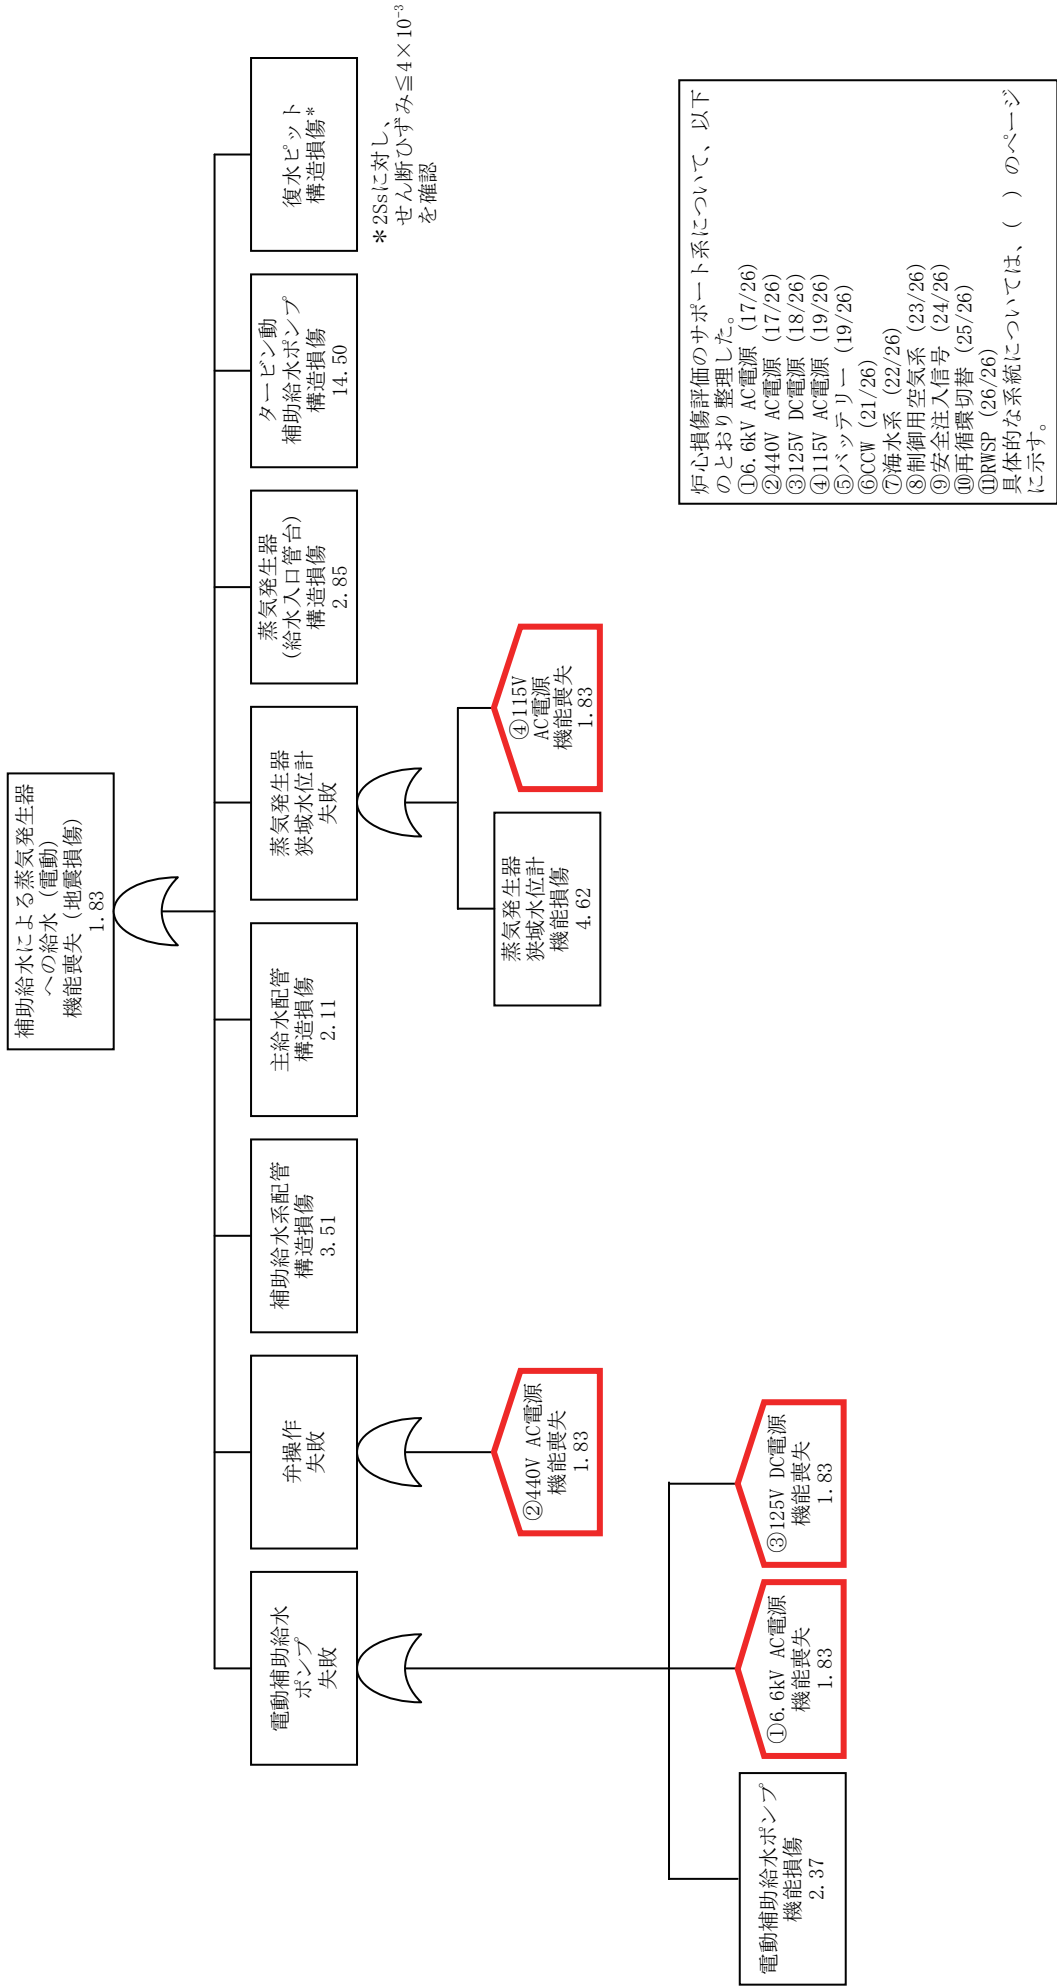 補助給水による蒸気発生器
への給水（電動）
機能喪失（地震損傷）
1.83
電動補助給水
ポンプ
失敗
弁操作
失敗
補助給水系配管
構造損傷
3.51
主給水配管
構造損傷
2.11
蒸気発生器
狭域水位計
失敗
蒸気発生器
(給水入口管台)
構造損傷
2.85
タービン動
補助給水ポンプ
構造損傷
14.50
復水ピット
構造損傷*
＊2Ssに対し、
せん断ひずみ≦4×10⁻³
を確認
②440V AC電源
機能喪失
1.83
蒸気発生器
狭域水位計
機能損傷
4.62
④115V
AC電源
機能喪失
1.83
電動補助給水ポンプ
機能損傷
2.37
①6.6kV AC電源
機能喪失
1.83
③125V DC電源
機能喪失
1.83
炉心損傷評価のサポート系について、以下
のとおり整理した。
①6.6kV AC電源（17/26）
②440V AC電源（17/26）
③125V DC電源（18/26）
④115V AC電源（19/26）
⑤バッテリー（19/26）
⑥CCW（21/26）
⑦海水系（22/26）
⑧制御用空気系（23/26）
⑨安全注入信号（24/26）
⑩再循環切替（25/26）
⑪RWSP（26/26）
具体的な系統については、（　）のページ
に示す。